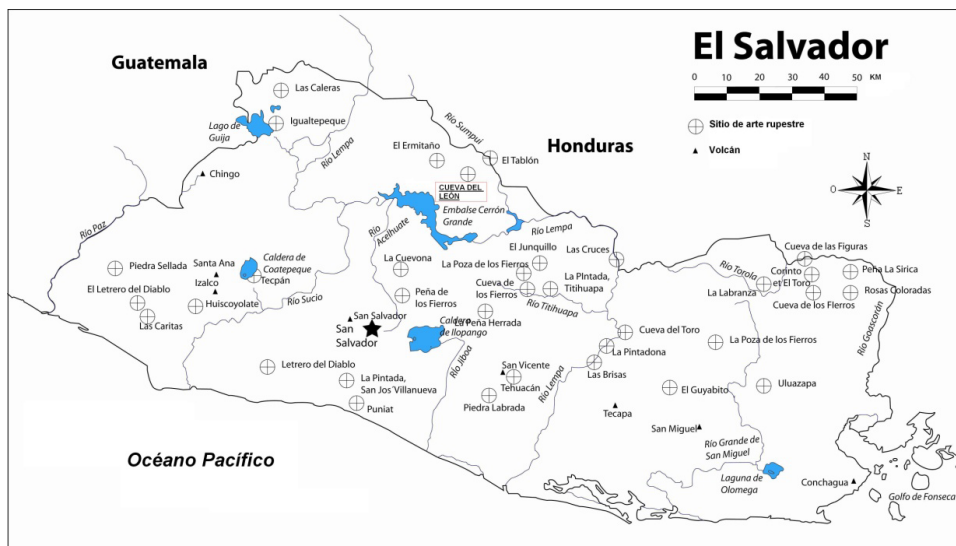 El Salvador
0 10 20 30 40 50 KM
Sitio de arte rupestre
Volcán
Guatemala
Honduras
Océano Pacífico
N
O
E
S
Las Caleras
Igualtepeque
Lago de
Guija
Río Lempa
Río Sumpul
El Ermitaño
El Tablón
CUEVA DEL
LEÓN
Embalse Cerrón
Grande
Chingo
Río Paz
Río
Acelhuate
Río Lempa
Piedra Sellada
Santa Ana
Izalco
Caldera de
Coatepeque
Tecpán
La Cuevona
El Junquillo
La Poza de los Fierros
Las Cruces
Cueva de las Figuras
Río Torola
Corinto
et El Toro
Peña La Sirica
El Letrero del Diablo
Huiscoyolate
Las Caritas
Río Sucio
Peña de
los Fierros
Cueva de
los Fierros
La PIntada,
Titihuapa
La Labranza
Cueva de los FIerros
Rosas Coloradas
Río Titihuapa
San Salvador
San
Salvador
Caldera
de Ilopango
La Peña Herrada
Cueva del Toro
La Pintadona
La Poza de los Fierros
Río Goascorán
Letrero del Diablo
La Pintada,
San Jos´Villanueva
Puniat
Río Jiboa
San Vicente
Tehuacán
Piedra Labrada
Río Lempa
Las Brisas
El Guyabito
Uluazapa
Tecapa
San Miguel
Río Grande de
San Miguel
Laguna de
Olomega
Conchagua
Golfo de Fonseca